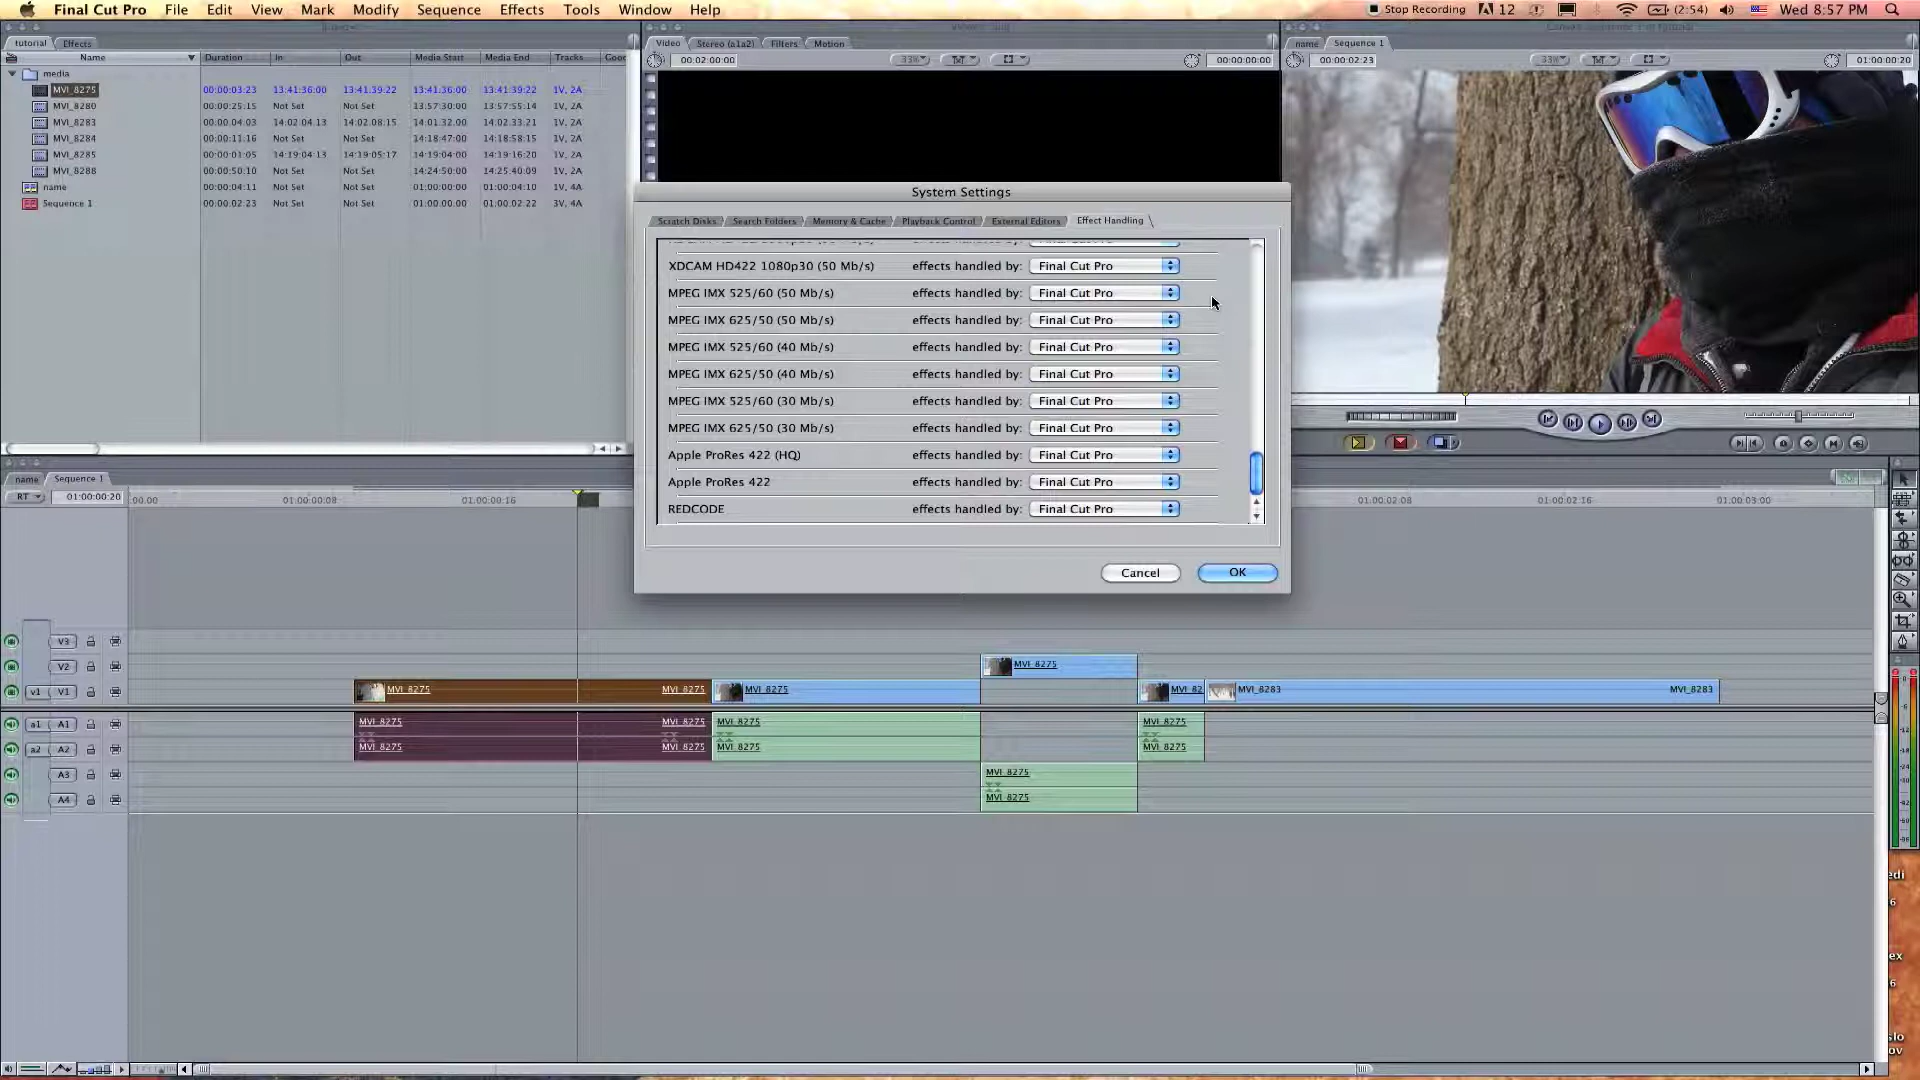 Final Cut Pro File Edit View Mark Modify Sequence Effects Tools Window Help Stop Recording 12 (2:54) Wed 8:57 PM
tutorial Effects
Name Duration In Out Media Start Media End Tracks
media
MVI_8275 00:00:03:23 13:41:36:00 13:41:39:22 13:41:36:00 13:41:39:22 1V, 2A
MVI_8280 00:00:25:15 Not Set Not Set 13:57:30:00 13:57:55:14 1V, 2A
MVI_8283 00:00:04:03 14:02:04:13 14:02:08:15 14:01:32:00 14:02:33:21 1V, 2A
MVI_8284 00:00:11:16 Not Set Not Set 14:18:47:00 14:18:58:15 1V, 2A
MVI_8285 00:00:01:05 14:19:04:13 14:19:05:17 14:19:04:00 14:19:16:20 1V, 2A
MVI_8288 00:00:50:10 Not Set Not Set 14:24:50:00 14:25:40:09 1V, 2A
name 00:00:04:11 Not Set Not Set 01:00:00:00 01:00:04:10 1V, 4A
Sequence 1 00:00:02:23 Not Set Not Set 01:00:00:00 01:00:02:22 3V, 4A
Video Stereo (a1a2) Filters Motion
00:02:00:00 33% 00:00:00:00
name Sequence 1
00:00:02:23 33% 01:00:00:20
System Settings
Scratch Disks Search Folders Memory & Cache Playback Control External Editors Effect Handling
XDCAM HD422 1080p30 (50 Mb/s) effects handled by: Final Cut Pro
MPEG IMX 525/60 (50 Mb/s) effects handled by: Final Cut Pro
MPEG IMX 625/50 (50 Mb/s) effects handled by: Final Cut Pro
MPEG IMX 525/60 (40 Mb/s) effects handled by: Final Cut Pro
MPEG IMX 625/50 (40 Mb/s) effects handled by: Final Cut Pro
MPEG IMX 525/60 (30 Mb/s) effects handled by: Final Cut Pro
MPEG IMX 625/50 (30 Mb/s) effects handled by: Final Cut Pro
Apple ProRes 422 (HQ) effects handled by: Final Cut Pro
Apple ProRes 422 effects handled by: Final Cut Pro
REDCODE effects handled by: Final Cut Pro
Cancel OK
name Sequence 1
RT 01:00:00:20 00:00 01:00:00:08 01:00:00:16 01:00:02:08 01:00:02:16 01:00:03:00
V3
V2 MVI_8275
v1 V1 MVI_8275 MVI_8275 MVI_8275 MVI_82 MVI_8283 MVI_8283
a1 A1 MVI_8275 MVI_8275 MVI_8275 MVI_8275
a2 A2 MVI_8275 MVI_8275 MVI_8275 MVI_8275
A3 MVI_8275
A4 MVI_8275